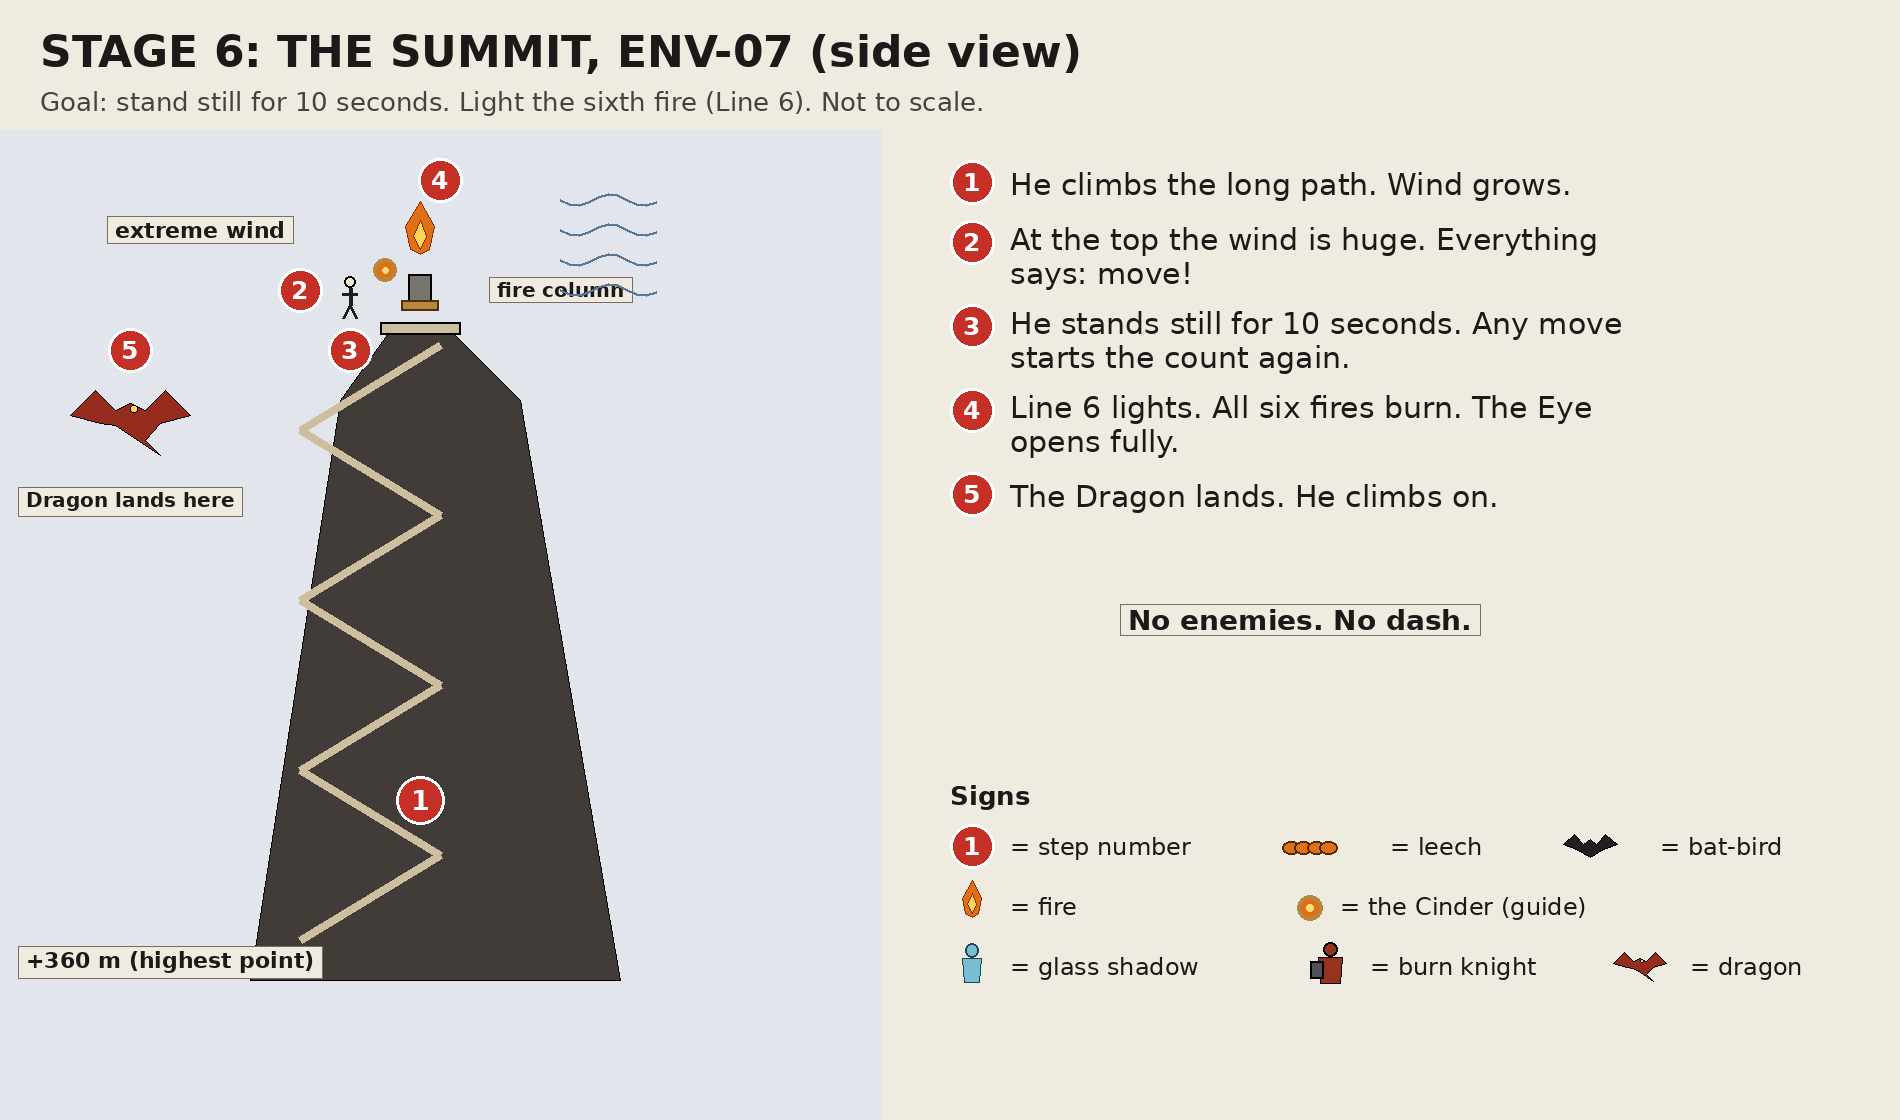 STAGE 6: THE SUMMIT, ENV-07 (side view)
Goal: stand still for 10 seconds. Light the sixth fire (Line 6). Not to scale.
4
extreme wind
2
fire column
3
5
Dragon lands here
1
+360 m (highest point)
1 He climbs the long path. Wind grows.
2 At the top the wind is huge. Everything
says: move!
3 He stands still for 10 seconds. Any move
starts the count again.
4 Line 6 lights. All six fires burn. The Eye
opens fully.
5 The Dragon lands. He climbs on.
No enemies. No dash.
Signs
1 = step number = leech = bat-bird
= fire = the Cinder (guide)
= glass shadow = burn knight = dragon